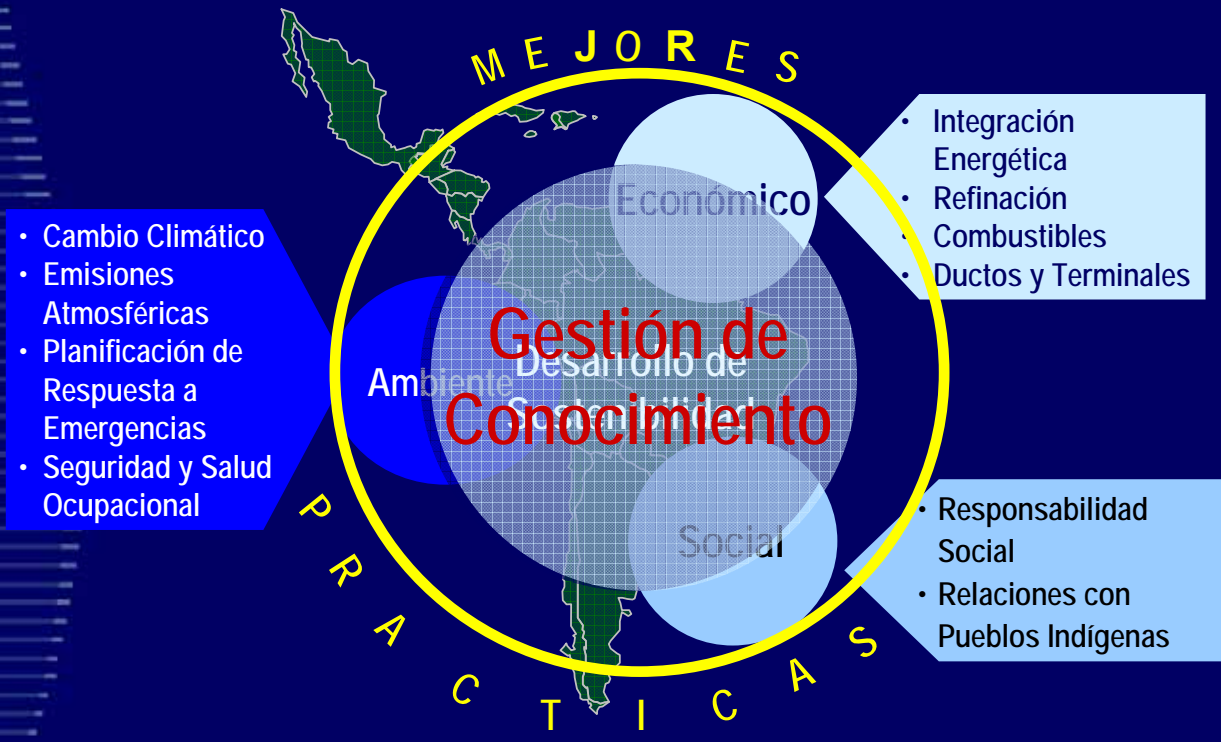 MEJORES
Económico
• Integración
Energética
• Refinación
• Combustibles
• Ductos y Terminales
• Cambio Climático
• Emisiones
Atmosféricas
• Planificación de
Respuesta a
Emergencias
• Seguridad y Salud
Ocupacional
Ambiente
Gestión de
Conocimiento
Desarrollo de
Sostenibilidad
Social
• Responsabilidad
Social
• Relaciones con
Pueblos Indígenas
PRACTICAS